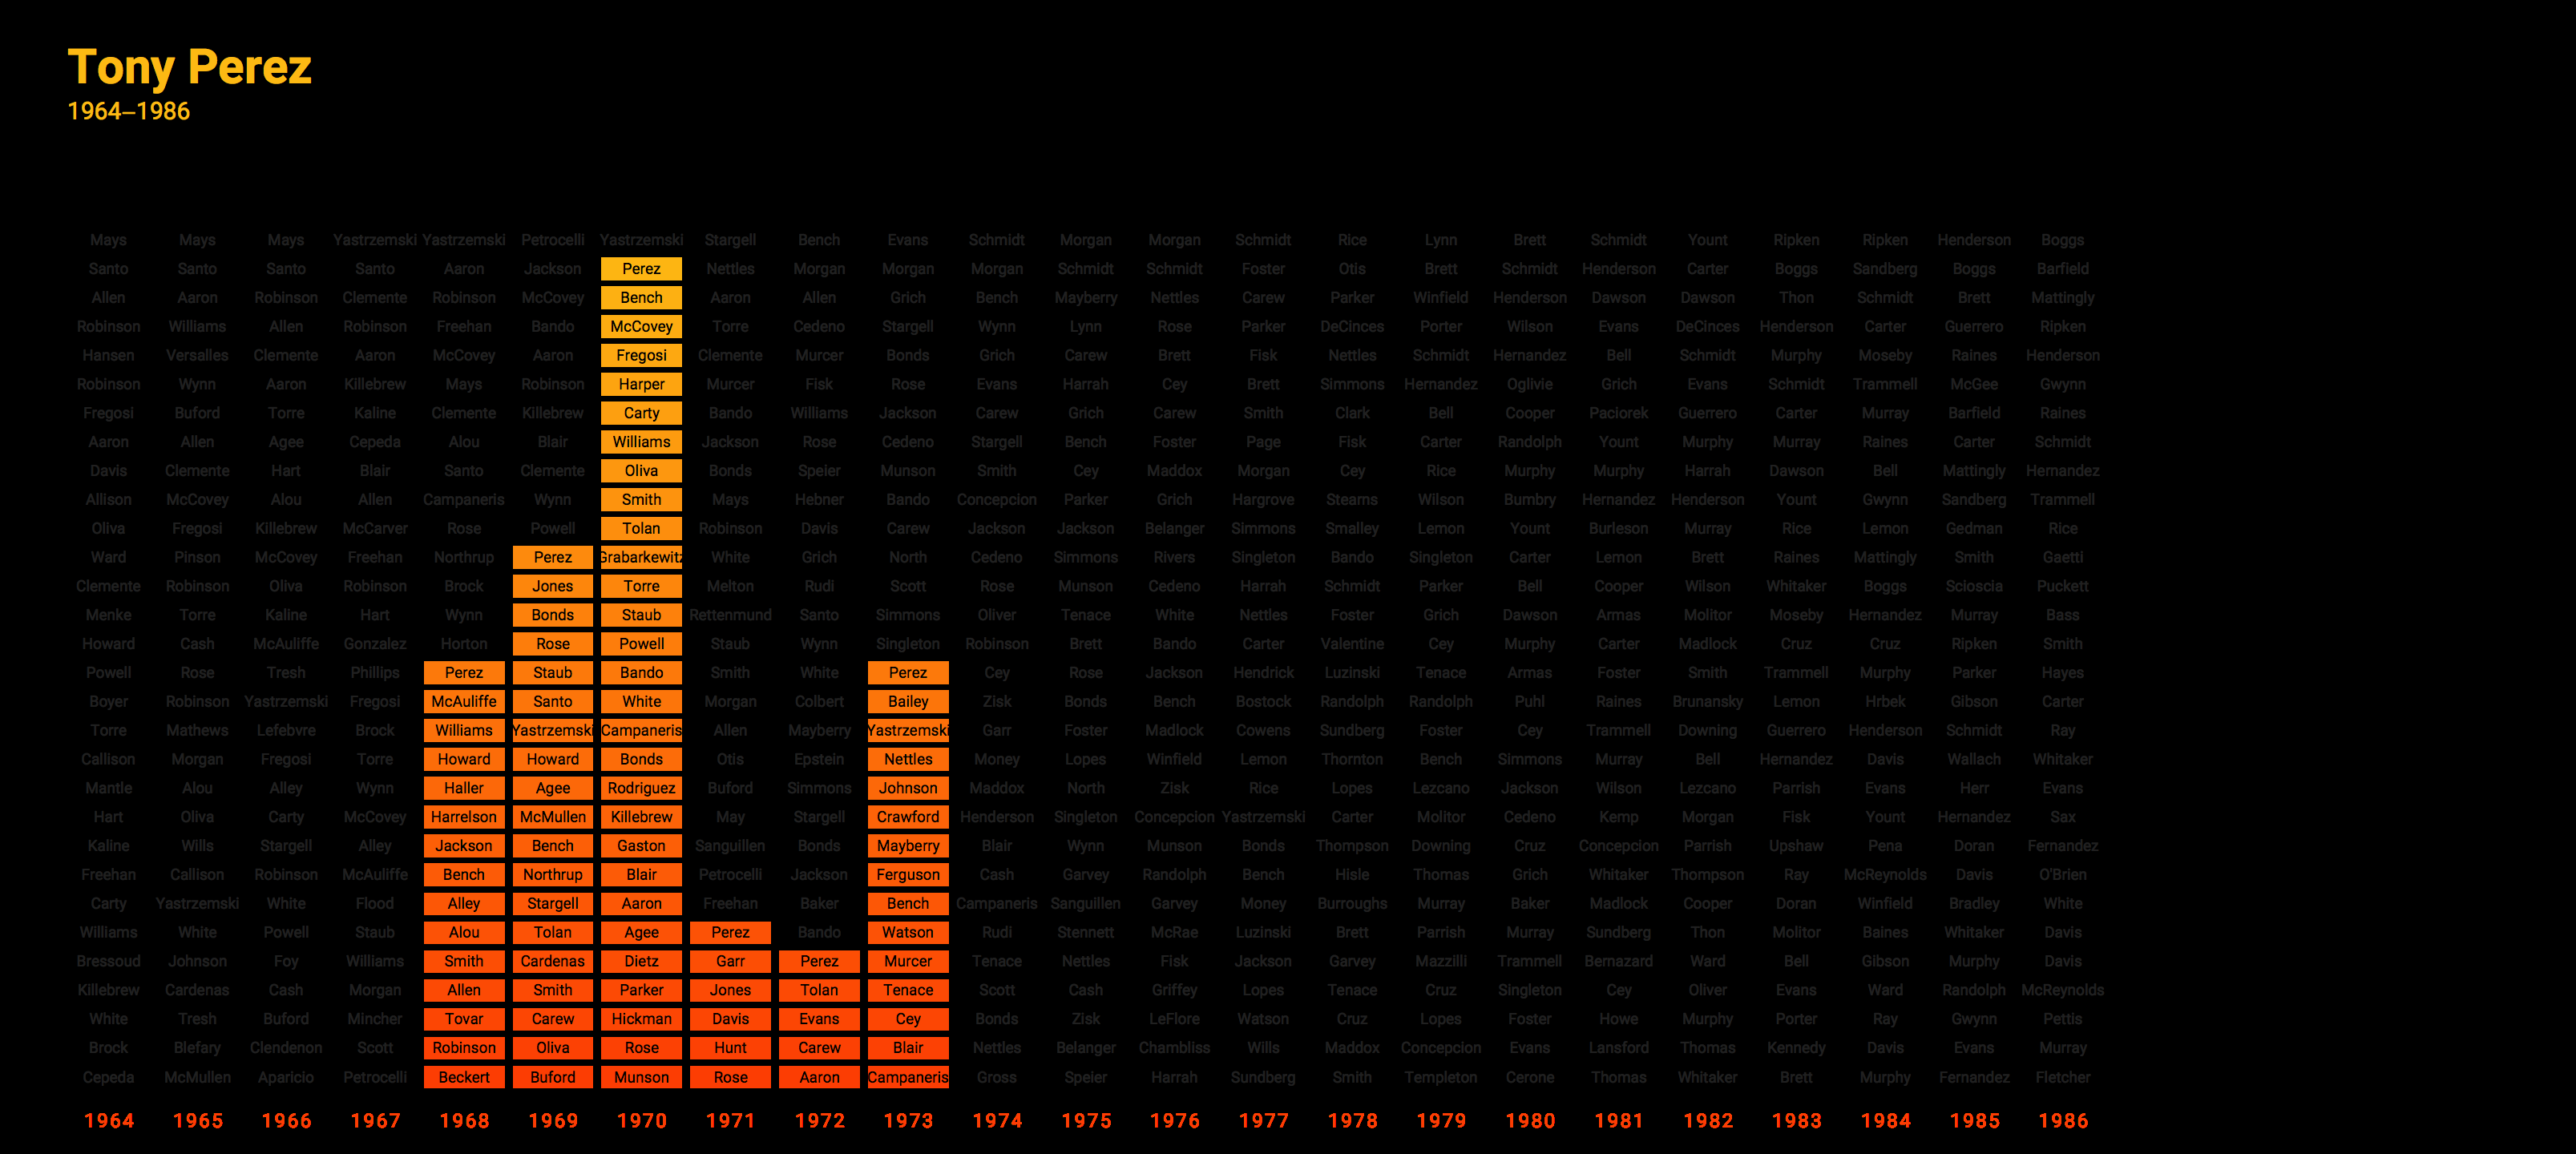 Tony Perez
1964–1986
Mays Mays Mays Yastrzemski Yastrzemski Petrocelli Yastrzemski Stargell Bench Evans Schmidt Morgan Morgan Schmidt Rice Lynn Brett Schmidt Yount Ripken Ripken Henderson Boggs
Santo Santo Santo Santo Aaron Jackson Perez Nettles Morgan Morgan Morgan Schmidt Schmidt Foster Otis Brett Schmidt Henderson Carter Boggs Sandberg Boggs Barfield
Allen Aaron Robinson Clemente Robinson McCovey Bench Aaron Allen Grich Bench Mayberry Nettles Carew Parker Winfield Henderson Dawson Dawson Thon Schmidt Brett Mattingly
Robinson Williams Allen Robinson Freehan Bando McCovey Torre Cedeno Stargell Wynn Lynn Rose Parker DeCinces Porter Wilson Evans DeCinces Henderson Carter Guerrero Ripken
Hansen Versalles Clemente Aaron McCovey Aaron Fregosi Clemente Murcer Bonds Grich Carew Brett Fisk Nettles Schmidt Hernandez Bell Schmidt Murphy Moseby Raines Henderson
Robinson Wynn Aaron Killebrew Mays Robinson Harper Murcer Fisk Rose Evans Harrah Cey Brett Simmons Hernandez Oglivie Grich Evans Schmidt Trammell McGee Gwynn
Fregosi Buford Torre Kaline Clemente Killebrew Carty Bando Williams Jackson Carew Grich Carew Smith Clark Bell Cooper Paciorek Guerrero Carter Murray Barfield Raines
Aaron Allen Agee Cepeda Alou Blair Williams Jackson Rose Cedeno Stargell Bench Foster Page Fisk Carter Randolph Yount Murphy Murray Raines Carter Schmidt
Davis Clemente Hart Blair Santo Clemente Oliva Bonds Speier Munson Smith Cey Maddox Morgan Cey Rice Murphy Murphy Harrah Dawson Bell Mattingly Hernandez
Allison McCovey Alou Allen Campaneris Wynn Smith Mays Hebner Bando Concepcion Parker Grich Hargrove Stearns Wilson Bumbry Hernandez Henderson Yount Gwynn Sandberg Trammell
Oliva Fregosi Killebrew McCarver Rose Powell Tolan Robinson Davis Carew Jackson Jackson Belanger Simmons Smalley Lemon Yount Burleson Murray Rice Lemon Gedman Rice
Ward Pinson McCovey Freehan Northrup Perez Grabarkewitz White Grich North Cedeno Simmons Rivers Singleton Bando Singleton Carter Lemon Brett Raines Mattingly Smith Gaetti
Clemente Robinson Oliva Robinson Brock Jones Torre Melton Rudi Scott Rose Munson Cedeno Harrah Schmidt Parker Bell Cooper Wilson Whitaker Boggs Scioscia Puckett
Menke Torre Kaline Hart Wynn Bonds Staub Rettenmund Santo Simmons Oliver Tenace White Nettles Foster Grich Dawson Armas Molitor Moseby Hernandez Murray Bass
Howard Cash McAuliffe Gonzalez Horton Rose Powell Staub Wynn Singleton Robinson Brett Bando Carter Valentine Cey Murphy Carter Madlock Cruz Cruz Ripken Smith
Powell Rose Tresh Phillips Perez Staub Bando Smith White Perez Cey Rose Jackson Hendrick Luzinski Tenace Armas Foster Smith Trammell Murphy Parker Hayes
Boyer Robinson Yastrzemski Fregosi McAuliffe Santo White Morgan Colbert Bailey Zisk Bonds Bench Bostock Randolph Randolph Puhl Raines Brunansky Lemon Hrbek Gibson Carter
Torre Mathews Lefebvre Brock Williams Yastrzemski Campaneris Allen Mayberry Yastrzemski Garr Foster Madlock Cowens Sundberg Foster Cey Trammell Downing Guerrero Henderson Schmidt Ray
Callison Morgan Fregosi Torre Howard Howard Bonds Otis Epstein Nettles Money Lopes Winfield Lemon Thornton Bench Simmons Murray Bell Hernandez Davis Wallach Whitaker
Mantle Alou Alley Wynn Haller Agee Rodriguez Buford Simmons Johnson Maddox North Zisk Rice Lopes Lezcano Jackson Wilson Lezcano Parrish Evans Herr Evans
Hart Oliva Carty McCovey Harrelson McMullen Killebrew May Stargell Crawford Henderson Singleton Concepcion Yastrzemski Carter Molitor Cedeno Kemp Morgan Fisk Yount Hernandez Sax
Kaline Wills Stargell Alley Jackson Bench Gaston Sanguillen Bonds Mayberry Blair Wynn Munson Bonds Thompson Downing Cruz Concepcion Parrish Upshaw Pena Doran Fernandez
Freehan Callison Robinson McAuliffe Bench Northrup Blair Petrocelli Jackson Ferguson Cash Garvey Randolph Bench Hisle Thomas Grich Whitaker Thompson Ray McReynolds Davis O'Brien
Carty Yastrzemski White Flood Alley Stargell Aaron Freehan Baker Bench Campaneris Sanguillen Garvey Money Burroughs Murray Baker Madlock Cooper Doran Winfield Bradley White
Williams White Powell Staub Alou Tolan Agee Perez Bando Watson Rudi Stennett McRae Luzinski Brett Parrish Murray Sundberg Thon Molitor Baines Whitaker Davis
Bressoud Johnson Foy Williams Smith Cardenas Dietz Garr Perez Murcer Tenace Nettles Fisk Jackson Garvey Mazzilli Trammell Bernazard Ward Bell Gibson Murphy Davis
Killebrew Cardenas Cash Morgan Allen Smith Parker Jones Tolan Tenace Scott Cash Griffey Lopes Tenace Cruz Singleton Cey Oliver Evans Ward Randolph McReynolds
White Tresh Buford Mincher Tovar Carew Hickman Davis Evans Cey Bonds Zisk LeFlore Watson Cruz Lopes Foster Howe Murphy Porter Ray Gwynn Pettis
Brock Blefary Clendenon Scott Robinson Oliva Rose Hunt Carew Blair Nettles Belanger Chambliss Wills Maddox Concepcion Evans Lansford Thomas Kennedy Davis Evans Murray
Cepeda McMullen Aparicio Petrocelli Beckert Buford Munson Rose Aaron Campaneris Gross Speier Harrah Sundberg Smith Templeton Cerone Thomas Whitaker Brett Murphy Fernandez Fletcher
1964 1965 1966 1967 1968 1969 1970 1971 1972 1973 1974 1975 1976 1977 1978 1979 1980 1981 1982 1983 1984 1985 1986